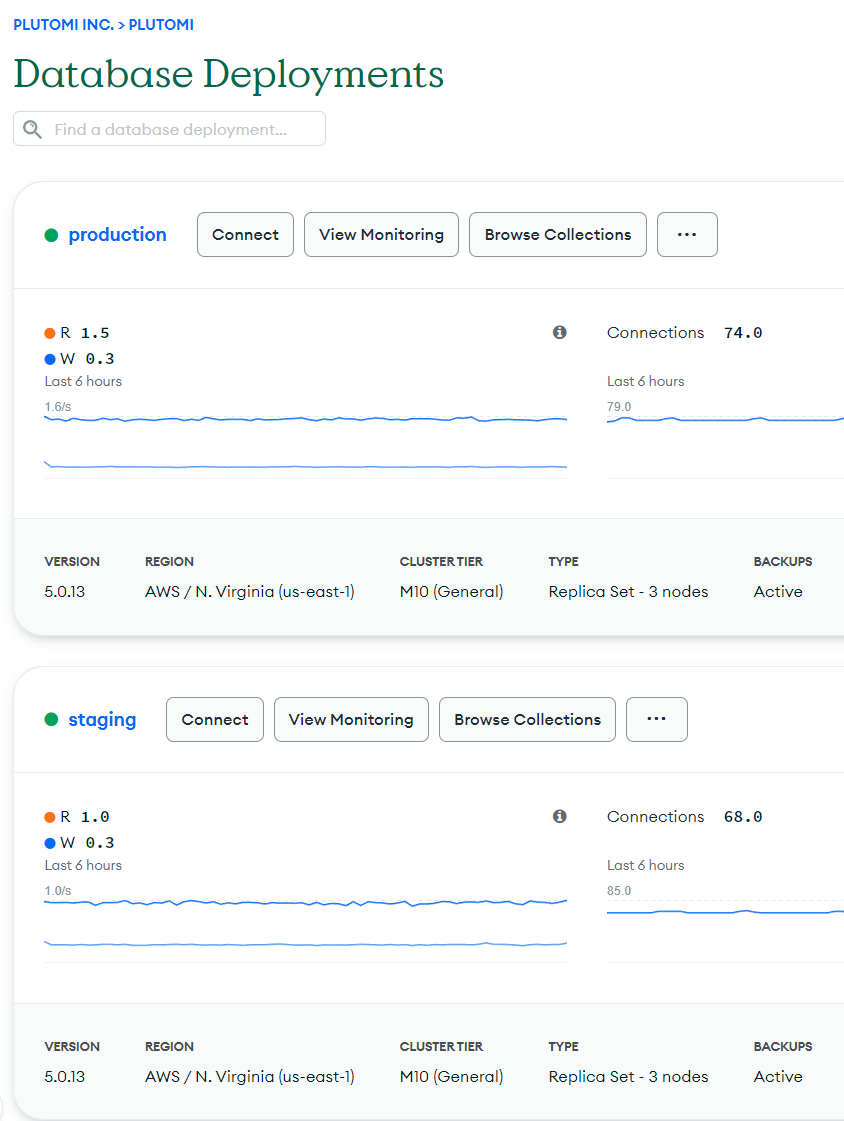 PLUTOMI INC. > PLUTOMI
Database Deployments
Find a database deployment...
production Connect View Monitoring Browse Collections ...
R 1.5 Connections 74.0
W 0.3
Last 6 hours Last 6 hours
1.6/s 79.0
VERSION REGION CLUSTER TIER TYPE BACKUPS
5.0.13 AWS / N. Virginia (us-east-1) M10 (General) Replica Set - 3 nodes Active
staging Connect View Monitoring Browse Collections ...
R 1.0 Connections 68.0
W 0.3
Last 6 hours Last 6 hours
1.0/s 85.0
VERSION REGION CLUSTER TIER TYPE BACKUPS
5.0.13 AWS / N. Virginia (us-east-1) M10 (General) Replica Set - 3 nodes Active